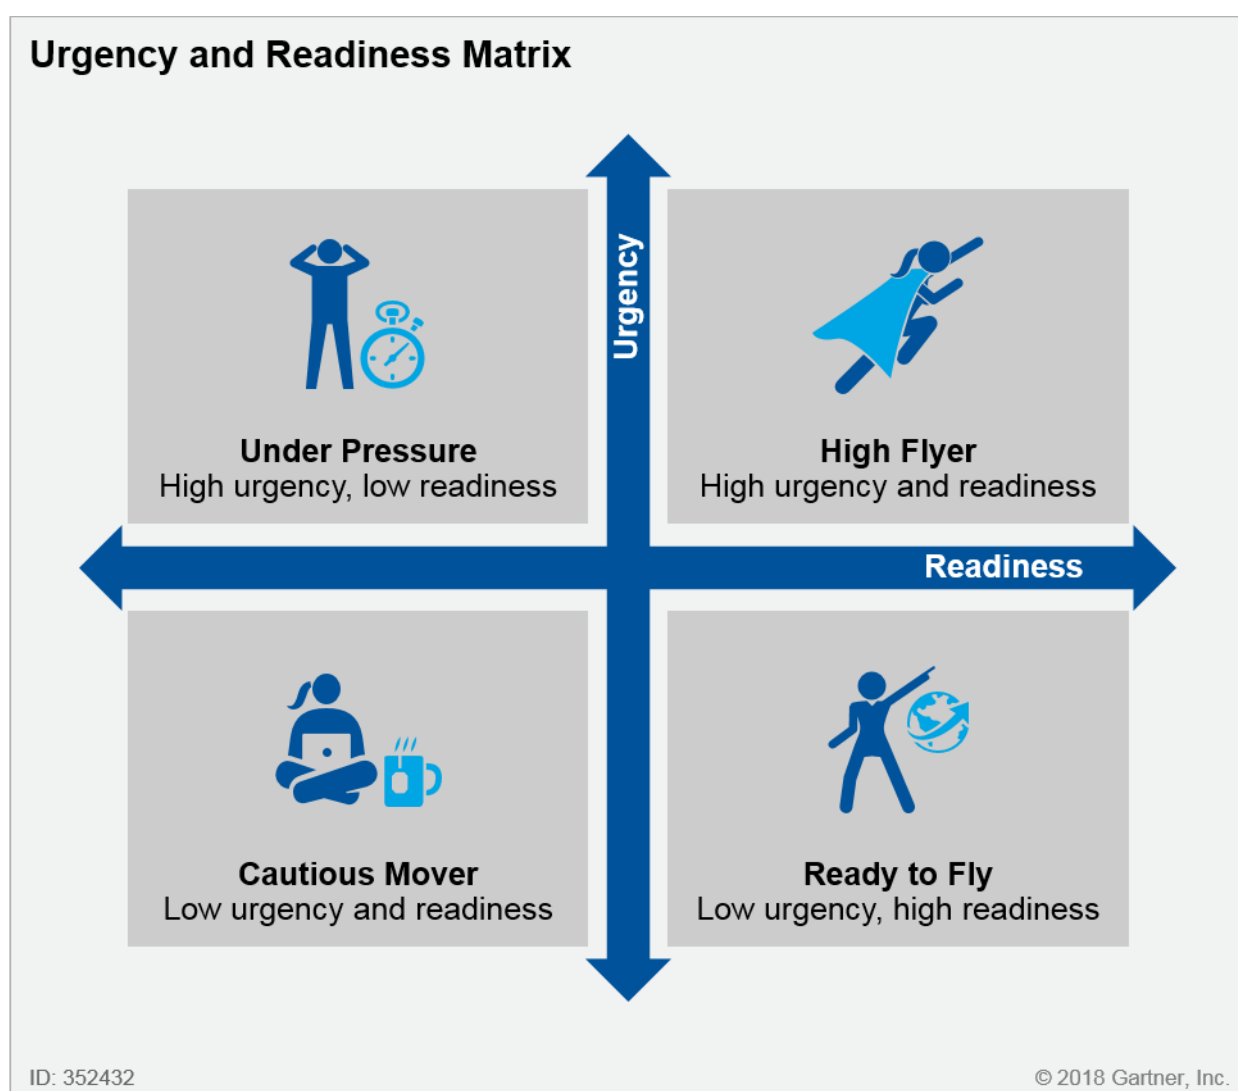 Urgency and Readiness Matrix
Urgency
Under Pressure
High urgency, low readiness
High Flyer
High urgency and readiness
Readiness
Cautious Mover
Low urgency and readiness
Ready to Fly
Low urgency, high readiness
ID: 352432
© 2018 Gartner, Inc.